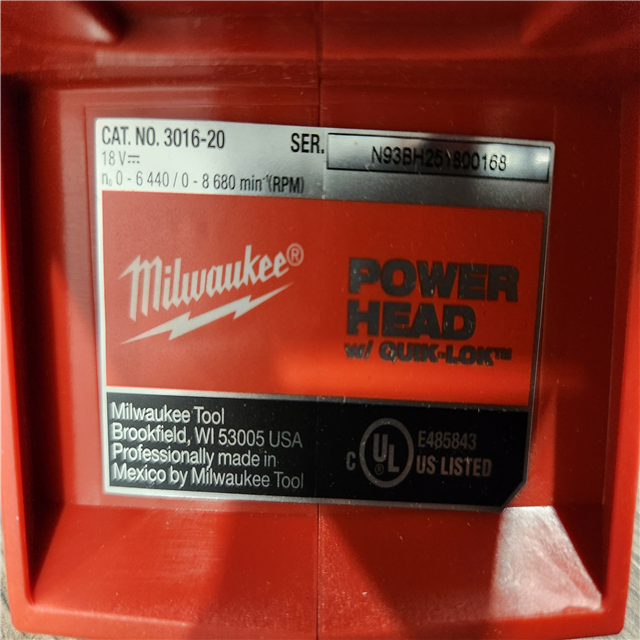 CAT. NO. 3016-20
SER. N93BH251800168
18 V⎓
n₀ 0 - 6 440 / 0 - 8 680 min⁻¹(RPM)
Milwaukee®
POWER
HEAD
w/ QUIK-LOK™
Milwaukee Tool
Brookfield, WI 53005 USA
Professionally made in
Mexico by Milwaukee Tool
E485843
C UL US LISTED